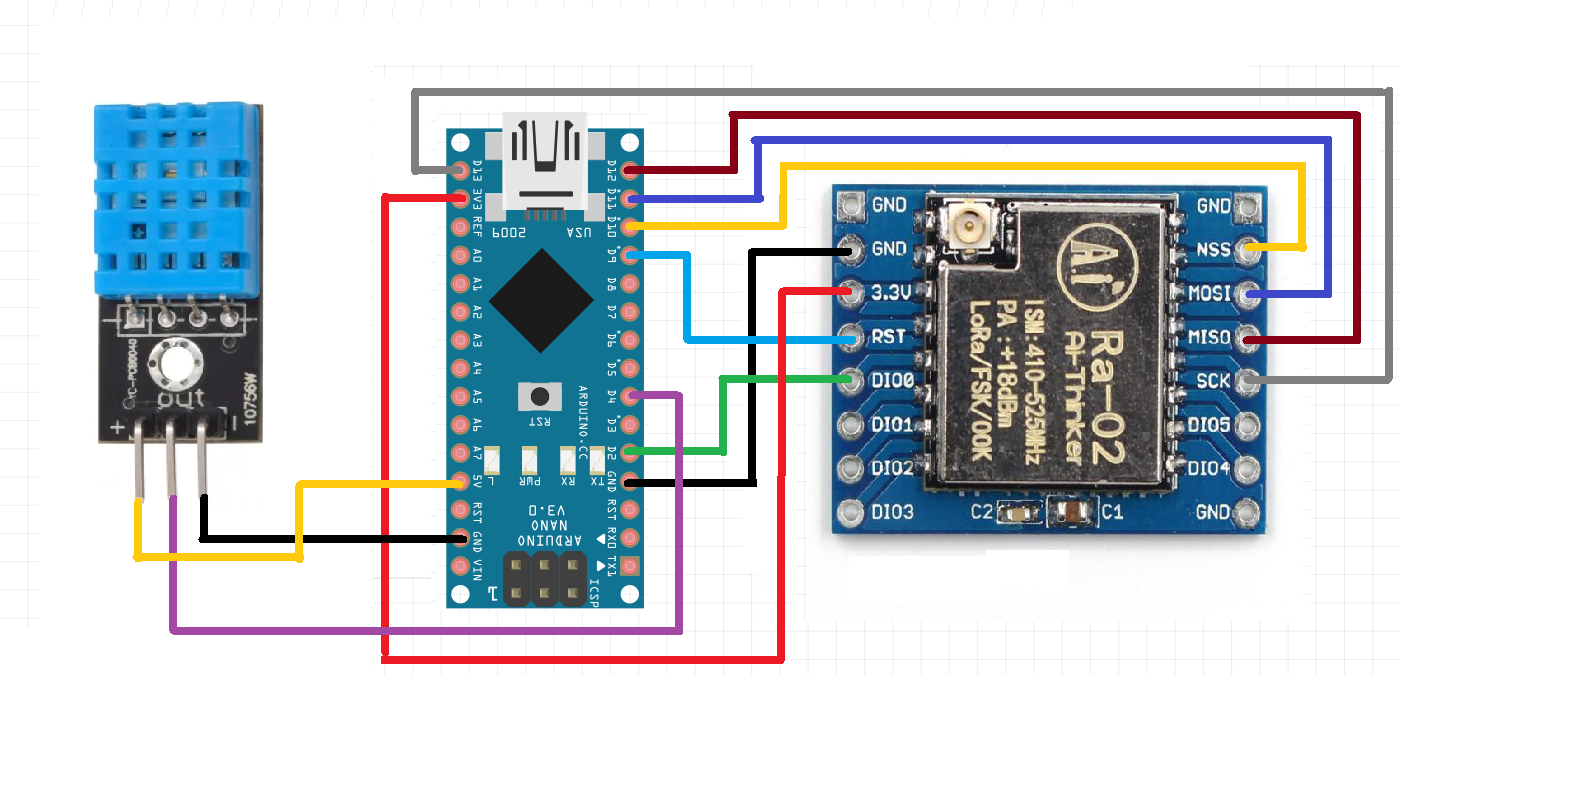 YC-PCB0040
out
+
-
10756W
D13
3V3
REF
A0
A1
A2
A3
A4
A5
A6
A7
5V
RST
GND
VIN
D12
D11
D10
D9
D8
D7
D6
D5
D4
D3
D2
GND
RST
RX0
TX1
2009
USA
RST
ARDUINO.CC
L
PWR
RX
TX
V3.0
NANO
ARDUINO
1
ICSP
GND
GND
3.3V
RST
DIO0
DIO1
DIO2
DIO3
GND
NSS
MOSI
MISO
SCK
DIO5
DIO4
GND
Ai
Ra-02
Ai-Thinker
ISM:410-525MHz
PA:+18dBm
LoRa/FSK/OOK
C2
C1